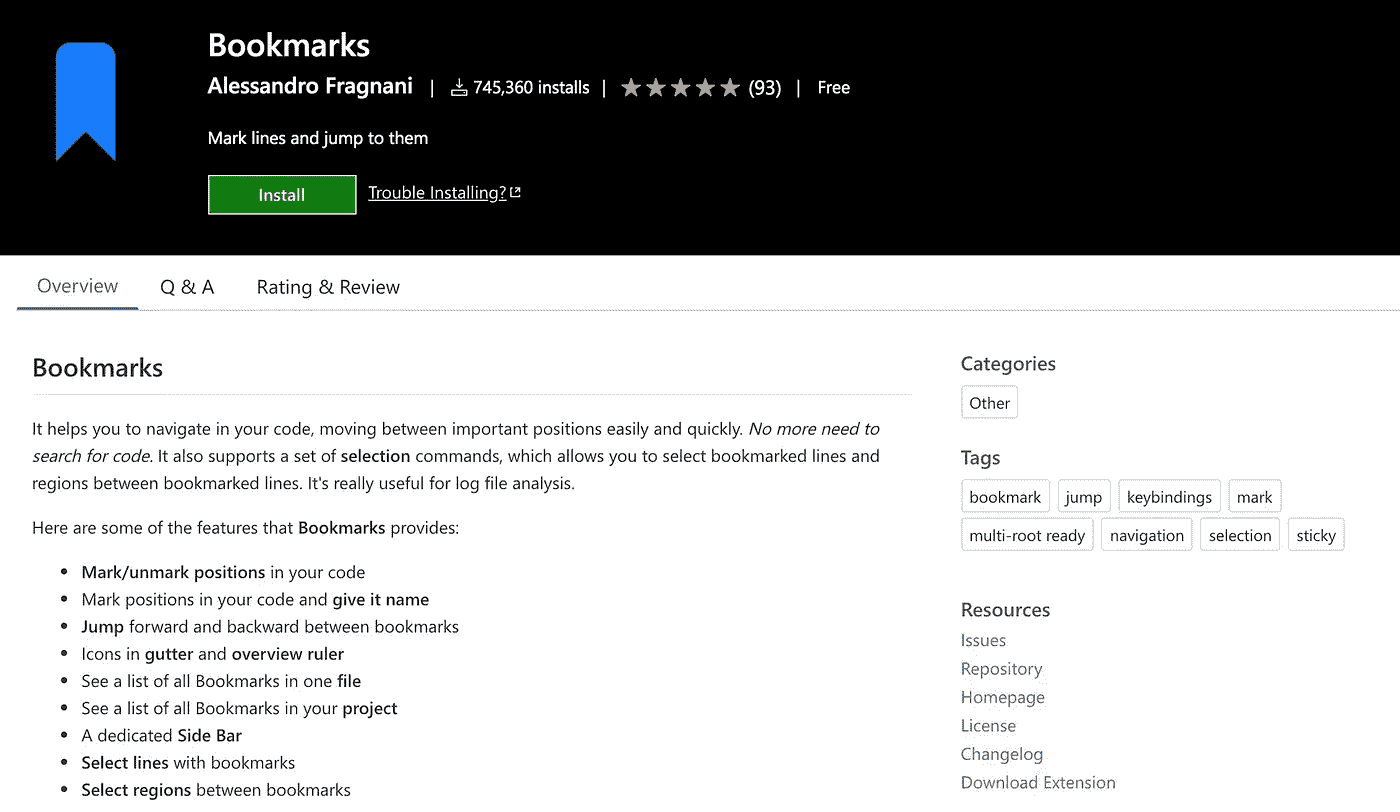 Bookmarks
Alessandro Fragnani | 745,360 installs | (93) | Free
Mark lines and jump to them
Install Trouble Installing?
Overview Q & A Rating & Review
Bookmarks
It helps you to navigate in your code, moving between important positions easily and quickly. No more need to
search for code. It also supports a set of selection commands, which allows you to select bookmarked lines and
regions between bookmarked lines. It's really useful for log file analysis.
Here are some of the features that Bookmarks provides:
• Mark/unmark positions in your code
• Mark positions in your code and give it name
• Jump forward and backward between bookmarks
• Icons in gutter and overview ruler
• See a list of all Bookmarks in one file
• See a list of all Bookmarks in your project
• A dedicated Side Bar
• Select lines with bookmarks
• Select regions between bookmarks
Categories
Other
Tags
bookmark jump keybindings mark
multi-root ready navigation selection sticky
Resources
Issues
Repository
Homepage
License
Changelog
Download Extension